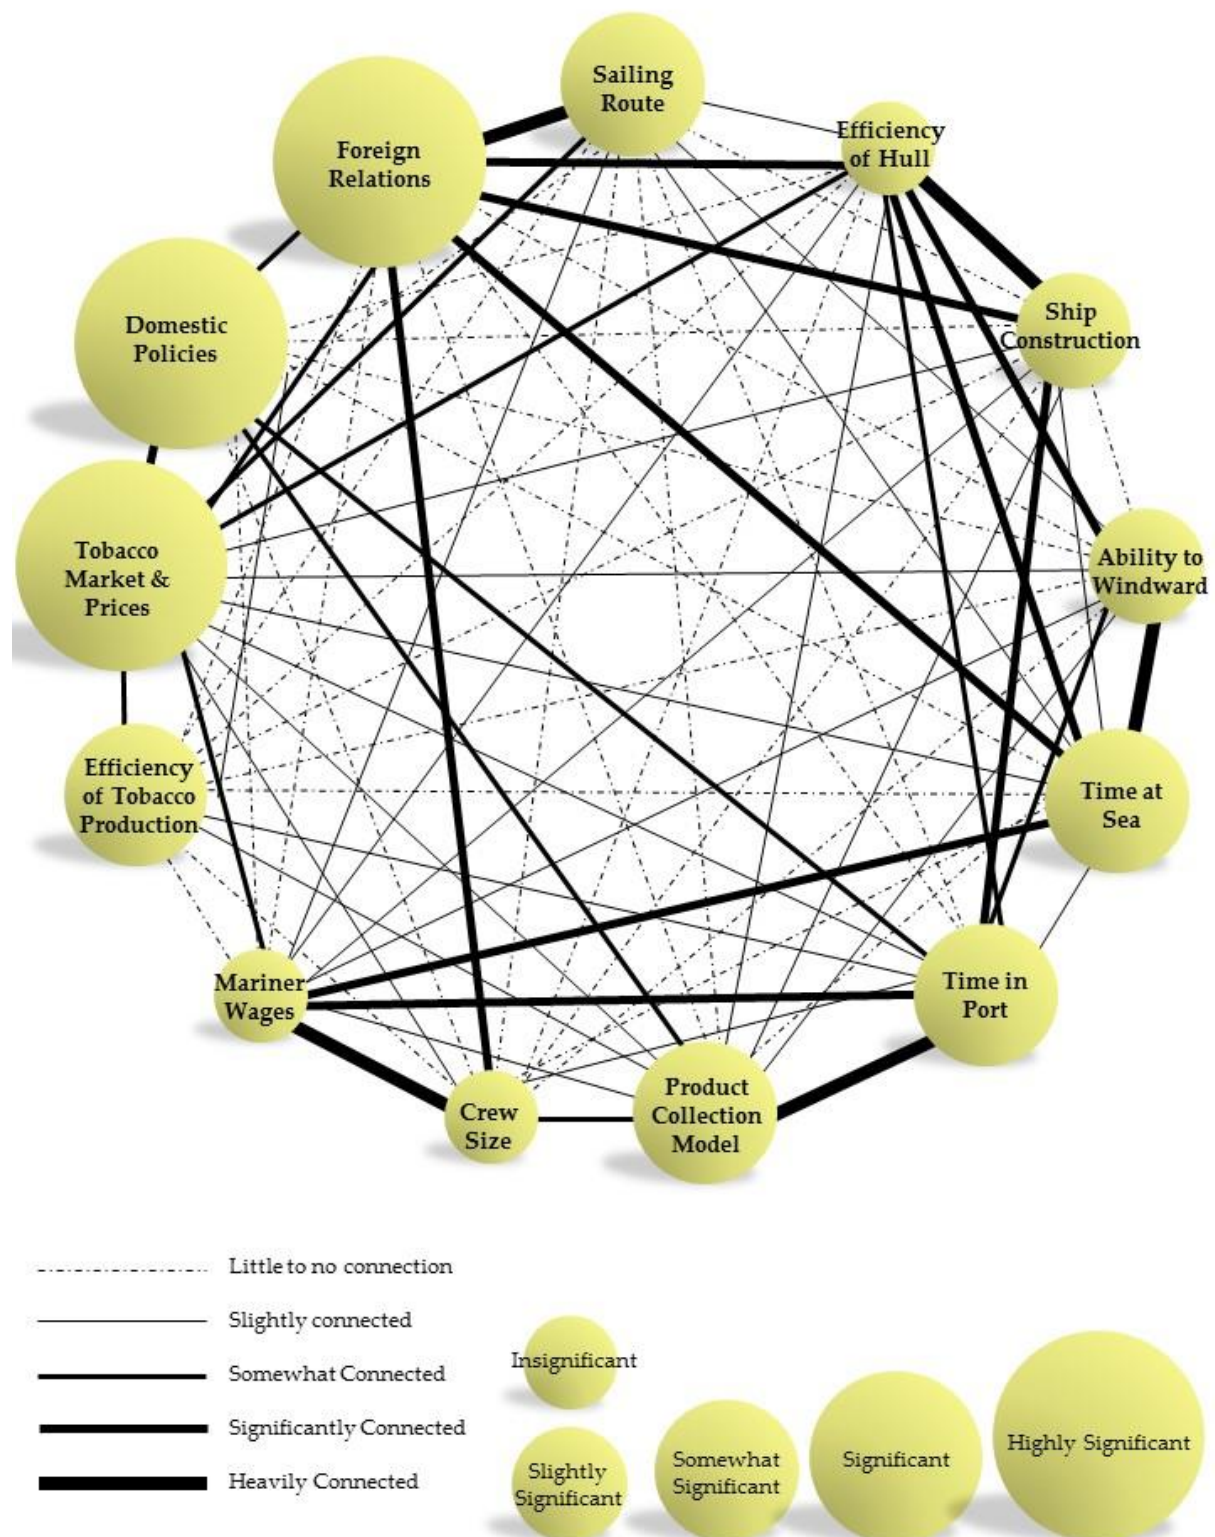 Sailing
Route
Efficiency
of Hull
Foreign
Relations
Ship
Construction
Domestic
Policies
Ability to
Windward
Tobacco
Market &
Prices
Time at
Sea
Efficiency
of Tobacco
Production
Time in
Port
Mariner
Wages
Product
Collection
Model
Crew
Size
Little to no connection
Slightly connected
Somewhat Connected
Significantly Connected
Heavily Connected
Insignificant
Slightly
Significant
Somewhat
Significant
Significant
Highly Significant